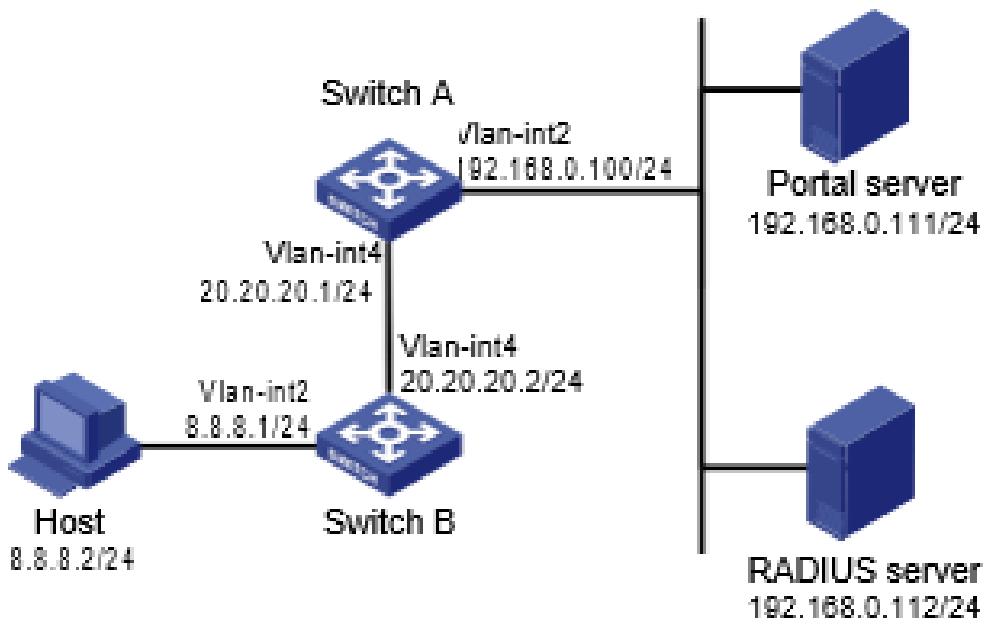 Switch A
Vlan-int2
192.168.0.100/24
Portal server
192.168.0.111/24
SWITCH
Vlan-int4
20.20.20.1/24
Vlan-int4
20.20.20.2/24
Vlan-int2
8.8.8.1/24
SWITCH
Host
8.8.8.2/24
Switch B
RADIUS server
192.168.0.112/24